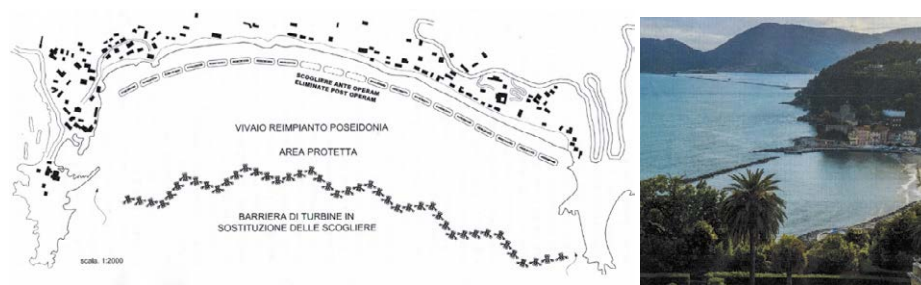 SCOGLIERE ANTE OPERAM
ELIMINATE POST OPERAM
VIVAIO REIMPIANTO POSEIDONIA
AREA PROTETTA
BARRIERA DI TURBINE IN
SOSTITUZIONE DELLE SCOGLIERE
scala. 1:2000